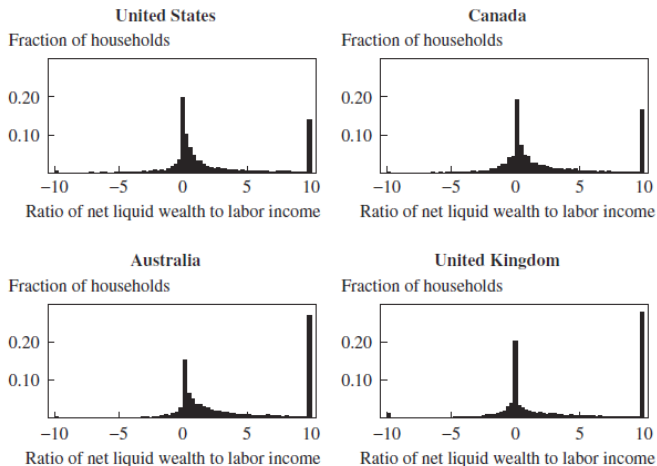 United States
Fraction of households
0.20
0.10
−10 −5 0 5 10
Ratio of net liquid wealth to labor income
Canada
Fraction of households
0.20
0.10
−10 −5 0 5 10
Ratio of net liquid wealth to labor income
Australia
Fraction of households
0.20
0.10
−10 −5 0 5 10
Ratio of net liquid wealth to labor income
United Kingdom
Fraction of households
0.20
0.10
−10 −5 0 5 10
Ratio of net liquid wealth to labor income